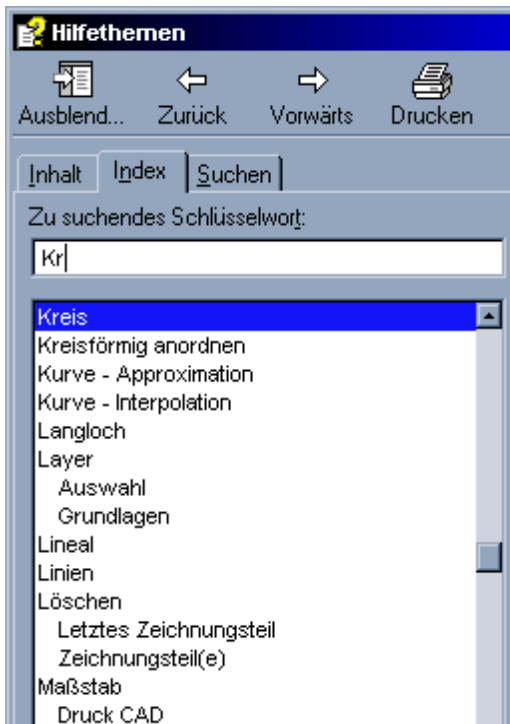 Hilfethemen
Ausblend... Zurück Vorwärts Drucken
Inhalt Index Suchen
Zu suchendes Schlüsselwort:
Kr
Kreis
Kreisförmig anordnen
Kurve - Approximation
Kurve - Interpolation
Langloch
Layer
Auswahl
Grundlagen
Lineal
Linien
Löschen
Letztes Zeichnungsteil
Zeichnungsteil(e)
Maßstab
Druck CAD